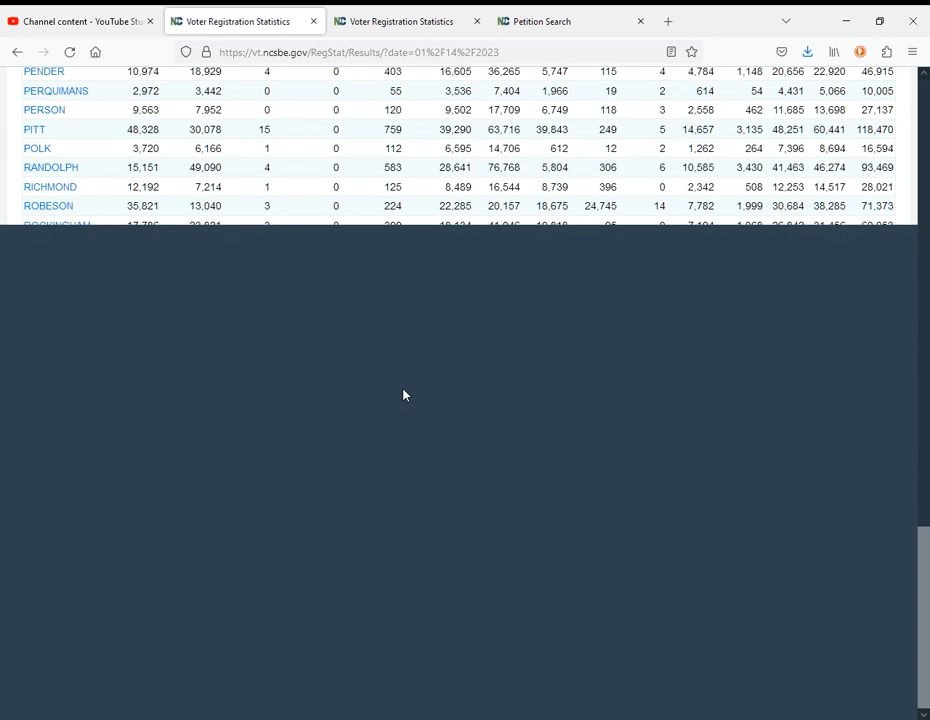 Channel content - YouTube Stu
Voter Registration Statistics
Voter Registration Statistics
Petition Search
https://vt.ncsbe.gov/RegStat/Results/?date=01%2F14%2F2023
PENDER 10,974 18,929 4 0 403 16,605 36,265 5,747 115 4 4,784 1,148 20,656 22,920 46,915
PERQUIMANS 2,972 3,442 0 0 55 3,536 7,404 1,966 19 2 614 54 4,431 5,066 10,005
PERSON 9,563 7,952 0 0 120 9,502 17,709 6,749 118 3 2,558 462 11,685 13,698 27,137
PITT 48,328 30,078 15 0 759 39,290 63,716 39,843 249 5 14,657 3,135 48,251 60,441 118,470
POLK 3,720 6,166 1 0 112 6,595 14,706 612 12 2 1,262 264 7,396 8,694 16,594
RANDOLPH 15,151 49,090 4 0 583 28,641 76,768 5,804 306 6 10,585 3,430 41,463 46,274 93,469
RICHMOND 12,192 7,214 1 0 125 8,489 16,544 8,739 396 0 2,342 508 12,253 14,517 28,021
ROBESON 35,821 13,040 3 0 224 22,285 20,157 18,675 24,745 14 7,782 1,999 30,684 38,285 71,373
ROCKINGHAM